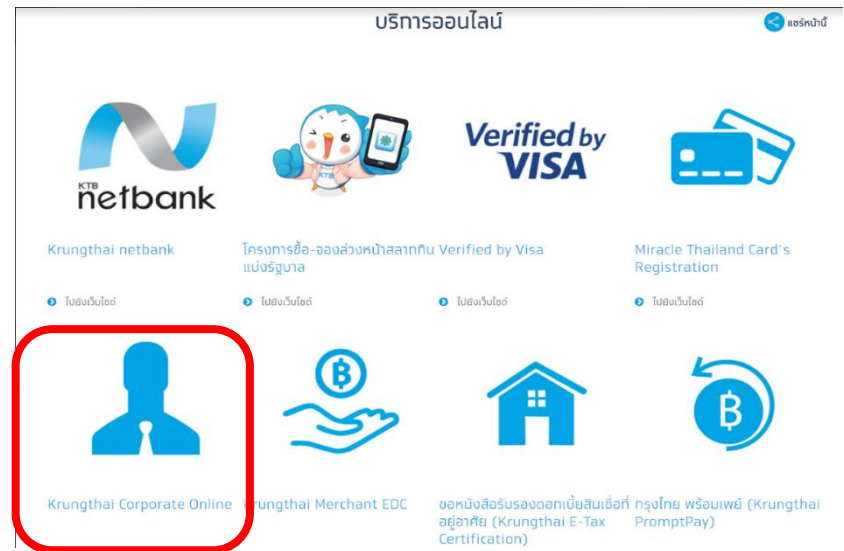 บริการออนไลน์
แชร์หน้านี้
KTB
netbank
KTB
Verified by
VISA
Krungthai netbank
โครงการซื้อ-จองล่วงหน้าสลากกิน
แบ่งรัฐบาล
Verified by Visa
Miracle Thailand Card's
Registration
ไปยังเว็บไซต์
ไปยังเว็บไซต์
ไปยังเว็บไซต์
ไปยังเว็บไซต์
฿
฿
Krungthai Corporate Online
Krungthai Merchant EDC
ขอหนังสือรับรองดอกเบี้ยสินเชื่อที่
อยู่อาศัย (Krungthai E-Tax
Certification)
กรุงไทย พร้อมเพย์ (Krungthai
PromptPay)